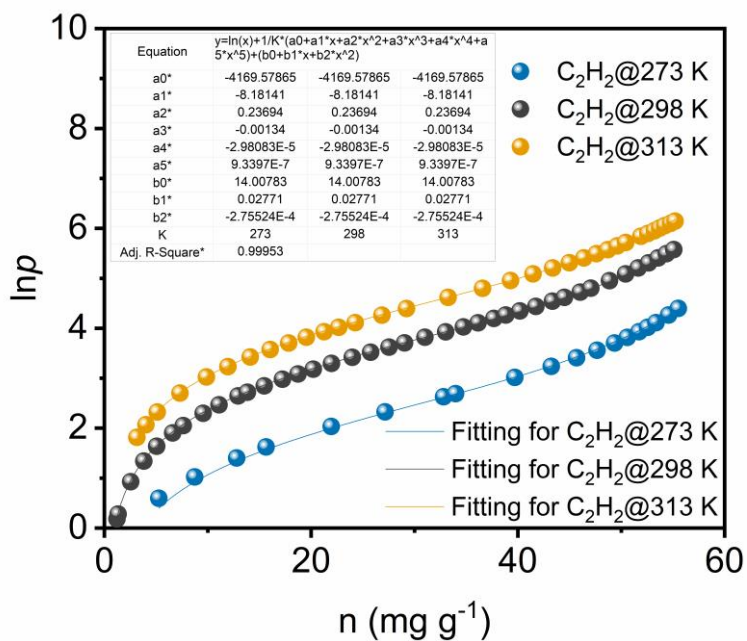 10
8
6
4
2
0
lnp
Equation y=ln(x)+1/K*(a0+a1*x+a2*x^2+a3*x^3+a4*x^4+a
5*x^5)+(b0+b1*x+b2*x^2)
a0* -4169.57865 -4169.57865 -4169.57865
a1* -8.18141 -8.18141 -8.18141
a2* 0.23694 0.23694 0.23694
a3* -0.00134 -0.00134 -0.00134
a4* -2.98083E-5 -2.98083E-5 -2.98083E-5
a5* 9.3397E-7 9.3397E-7 9.3397E-7
b0* 14.00783 14.00783 14.00783
b1* 0.02771 0.02771 0.02771
b2* -2.75524E-4 -2.75524E-4 -2.75524E-4
K 273 298 313
Adj. R-Square* 0.99953
C₂H₂@273 K
C₂H₂@298 K
C₂H₂@313 K
Fitting for C₂H₂@273 K
Fitting for C₂H₂@298 K
Fitting for C₂H₂@313 K
0 20 40 60
n (mg g⁻¹)